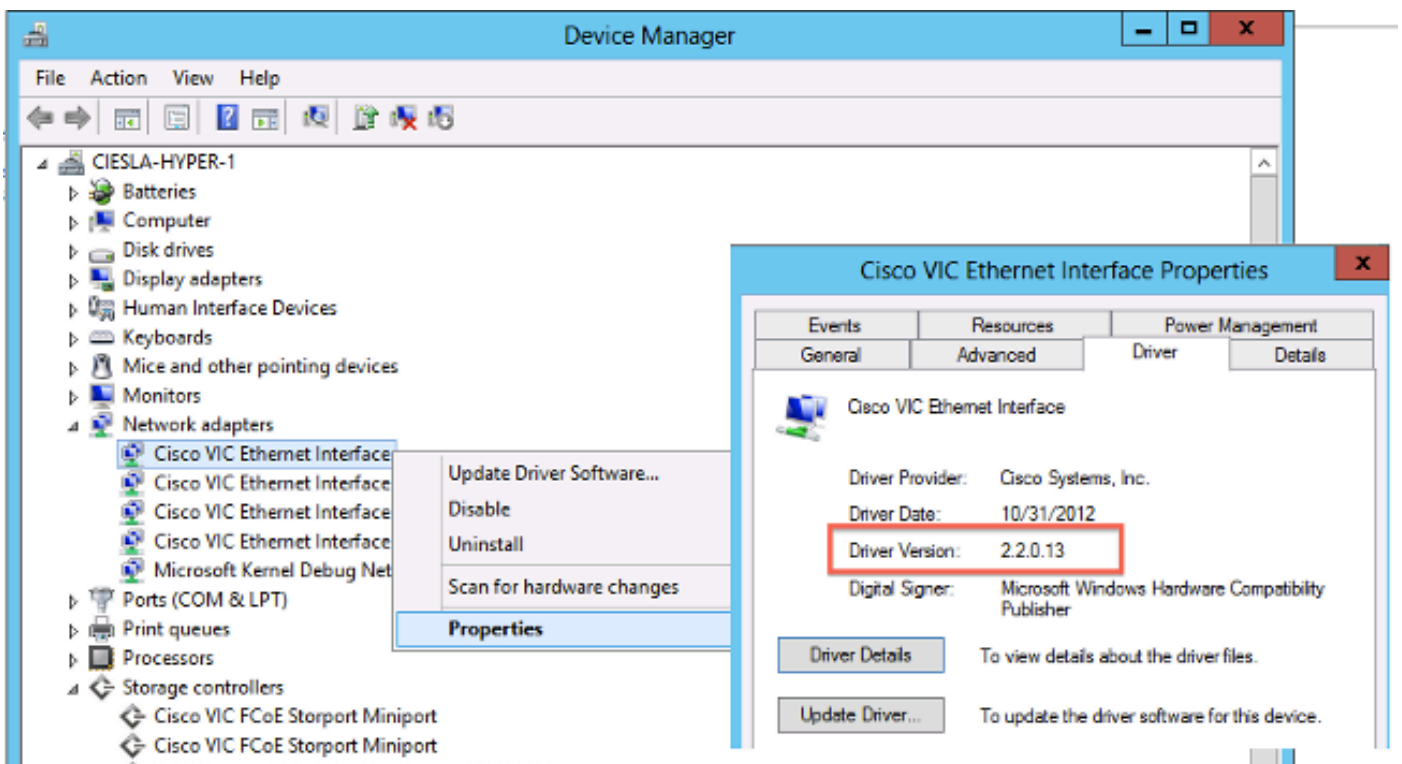 Device Manager
File Action View Help
CIESLA-HYPER-1
Batteries
Computer
Disk drives
Display adapters
Human Interface Devices
Keyboards
Mice and other pointing devices
Monitors
Network adapters
Cisco VIC Ethernet Interface
Cisco VIC Ethernet Interface
Cisco VIC Ethernet Interface
Cisco VIC Ethernet Interface
Microsoft Kernel Debug Net
Ports (COM & LPT)
Print queues
Processors
Storage controllers
Cisco VIC FCoE Storport Miniport
Cisco VIC FCoE Storport Miniport
Update Driver Software...
Disable
Uninstall
Scan for hardware changes
Properties
Cisco VIC Ethernet Interface Properties
Events Resources Power Management
General Advanced Driver Details
Cisco VIC Ethernet Interface
Driver Provider: Cisco Systems, Inc.
Driver Date: 10/31/2012
Driver Version: 2.2.0.13
Digital Signer: Microsoft Windows Hardware Compatibility
Publisher
Driver Details To view details about the driver files.
Update Driver... To update the driver software for this device.